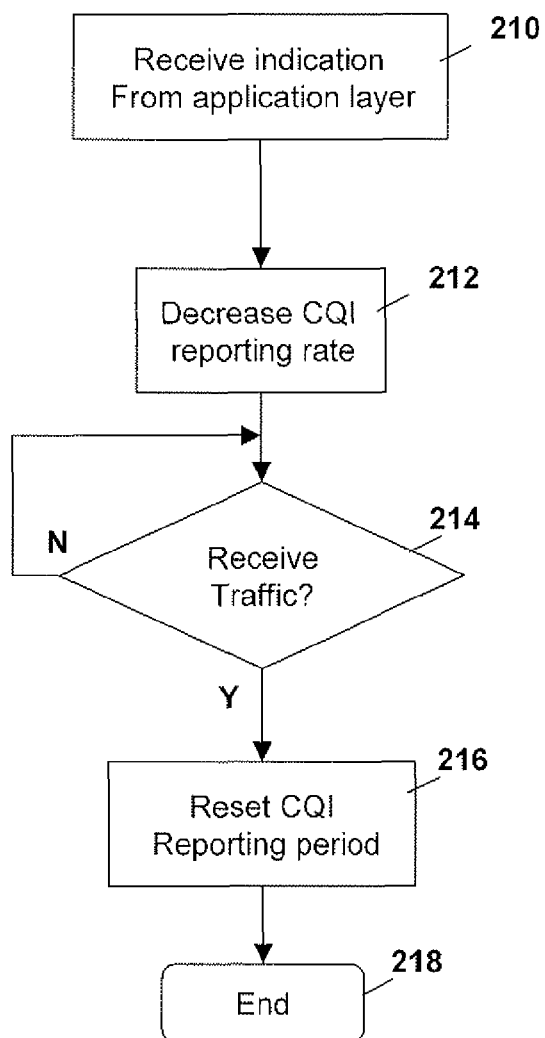 210
Receive indication
From application layer
212
Decrease CQI
reporting rate
214
N
Receive
Traffic?
Y
216
Reset CQI
Reporting period
218
End